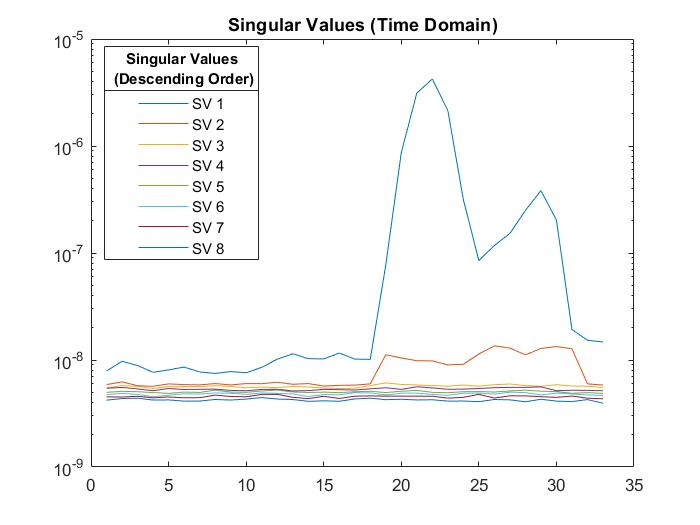 Singular Values (Time Domain)
10^-5
10^-6
10^-7
10^-8
10^-9
Singular Values
(Descending Order)
SV 1
SV 2
SV 3
SV 4
SV 5
SV 6
SV 7
SV 8
0 5 10 15 20 25 30 35